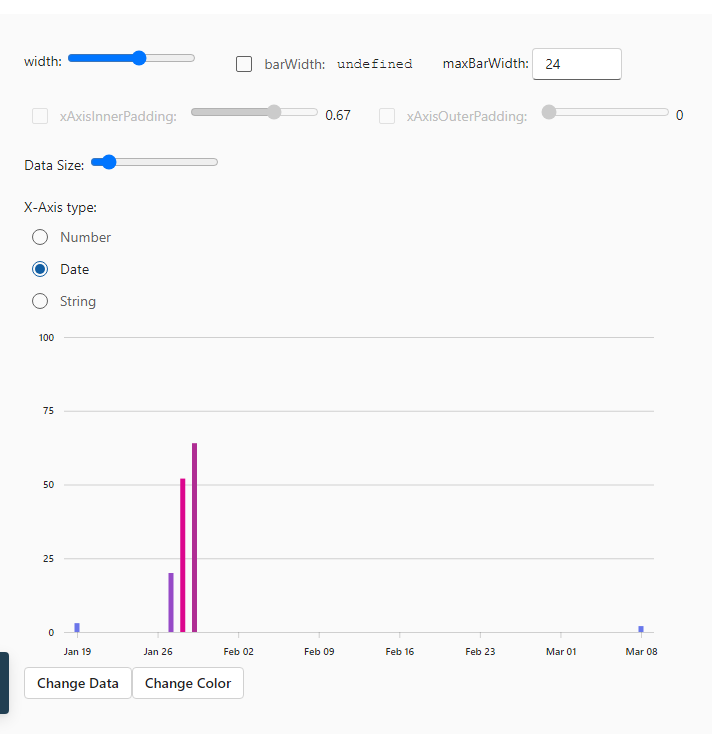 width: barWidth: undefined maxBarWidth: 24
xAxisInnerPadding: 0.67 xAxisOuterPadding: 0
Data Size:
X-Axis type:
Number
Date
String
100
75
50
25
0
Jan 19 Jan 26 Feb 02 Feb 09 Feb 16 Feb 23 Mar 01 Mar 08
Change Data Change Color